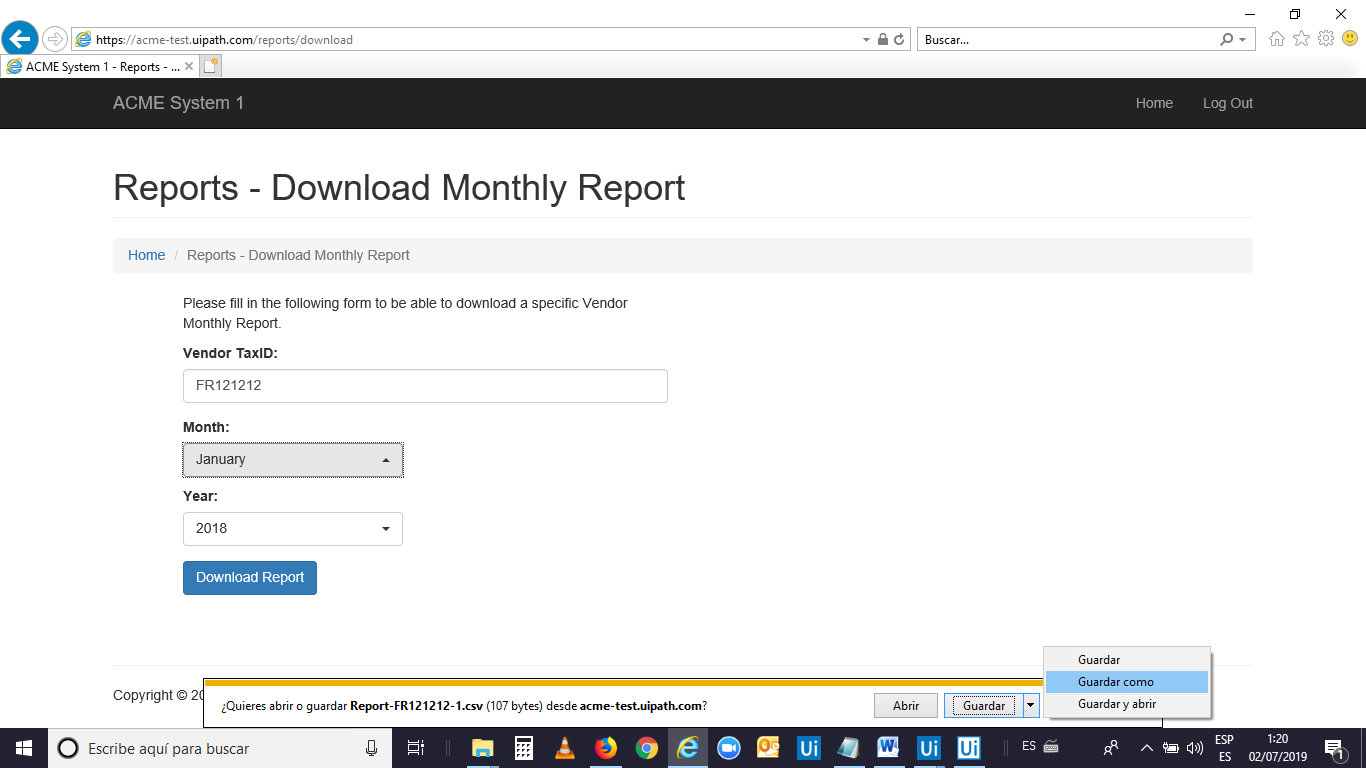 https://acme-test.uipath.com/reports/download
Buscar...
ACME System 1 - Reports - ...
ACME System 1
Home
Log Out
Reports - Download Monthly Report
Home / Reports - Download Monthly Report
Please fill in the following form to be able to download a specific Vendor
Monthly Report.
Vendor TaxID:
FR121212
Month:
January
Year:
2018
Download Report
Guardar
Guardar como
Guardar y abrir
Copyright © 20
¿Quieres abrir o guardar Report-FR121212-1.csv (107 bytes) desde acme-test.uipath.com?
Abrir
Guardar
Escribe aquí para buscar
Ui
W
Ui
Ui
ES
ESP
ES
1:20
02/07/2019
1